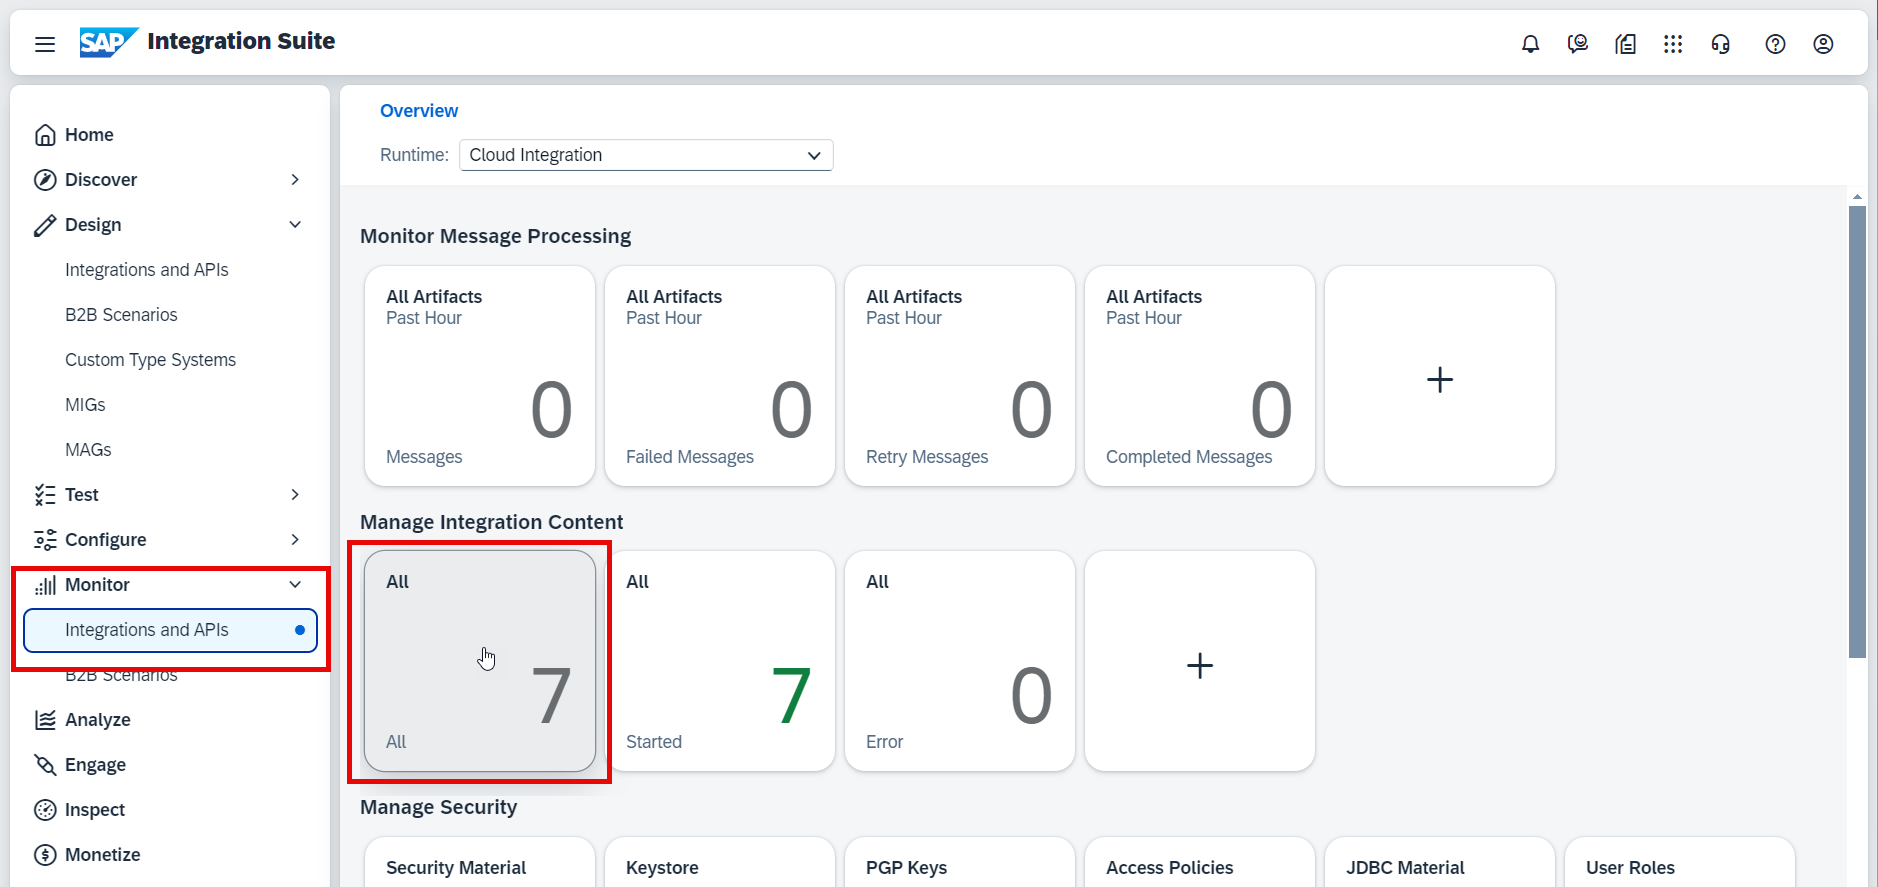 SAP Integration Suite
Home
Discover
Design
Integrations and APIs
B2B Scenarios
Custom Type Systems
MIGs
MAGs
Test
Configure
Monitor
Integrations and APIs
B2B Scenarios
Analyze
Engage
Inspect
Monetize
Overview
Runtime: Cloud Integration
Monitor Message Processing
All Artifacts
Past Hour
0
Messages
All Artifacts
Past Hour
0
Failed Messages
All Artifacts
Past Hour
0
Retry Messages
All Artifacts
Past Hour
0
Completed Messages
Manage Integration Content
All
7
All
All
7
Started
All
0
Error
Manage Security
Security Material
Keystore
PGP Keys
Access Policies
JDBC Material
User Roles